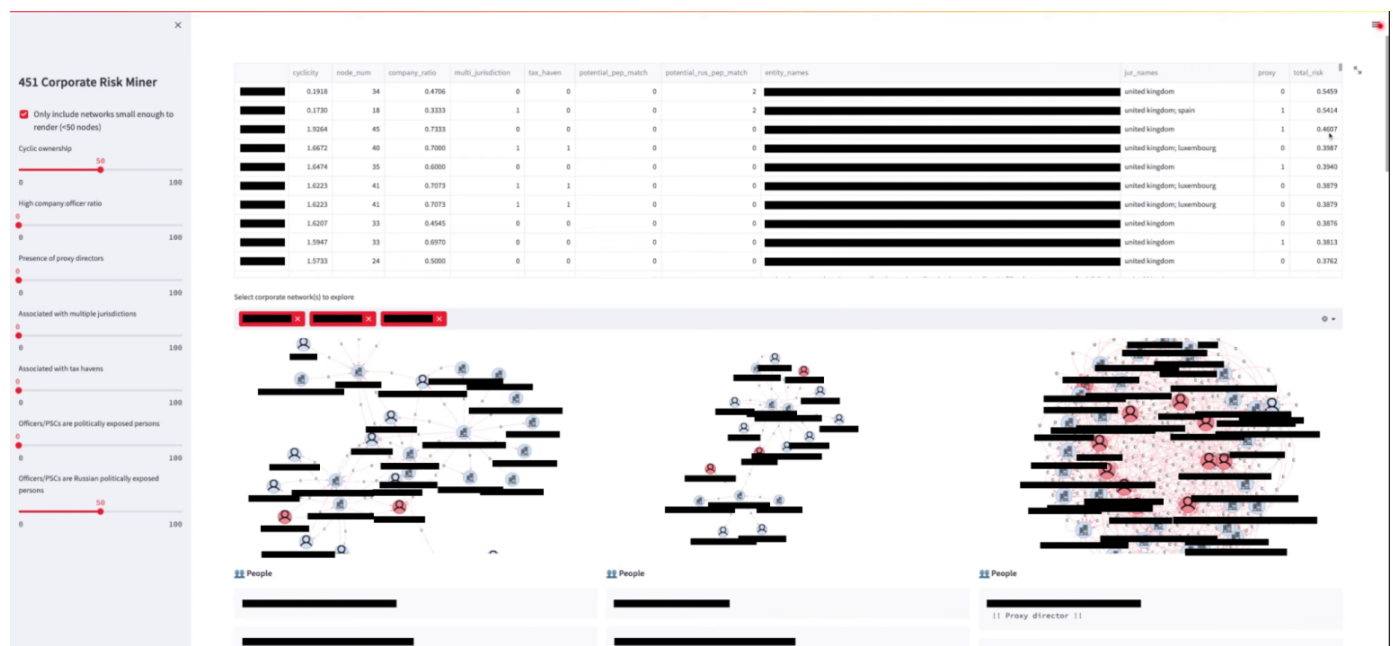 451 Corporate Risk Miner
Only include networks small enough to
render (<50 nodes)
Cyclic ownership
50
0 100
High company:officer ratio
0
0 100
Presence of proxy directors
0
0 100
Associated with multiple jurisdictions
0
0 100
Associated with tax havens
0
0 100
Officers/PSCs are politically exposed persons
0
0 100
Officers/PSCs are Russian politically exposed
persons
50
0 100
cyclicity node_num company_ratio multi_jurisdiction tax_haven potential_pep_match potential_rus_pep_match entity_names jur_names proxy total_risk
0.1918 34 0.4706 0 0 0 2 united kingdom 0 0.5459
0.1730 18 0.3333 1 0 0 2 united kingdom; spain 1 0.5414
1.9264 45 0.7333 0 0 0 0 united kingdom 1 0.4607
1.6672 40 0.7000 1 1 0 0 united kingdom; luxembourg 0 0.3987
1.6474 35 0.6000 0 0 0 0 united kingdom 1 0.3940
1.6223 41 0.7073 1 1 0 0 united kingdom; luxembourg 0 0.3879
1.6223 41 0.7073 1 1 0 0 united kingdom; luxembourg 0 0.3879
1.6207 33 0.4545 0 0 0 0 united kingdom 0 0.3876
1.5947 33 0.6970 0 0 0 0 united kingdom 1 0.3813
1.5733 24 0.5000 0 0 0 0 united kingdom 0 0.3762
Select corporate network(s) to explore
People
People
People
!! Proxy director !!